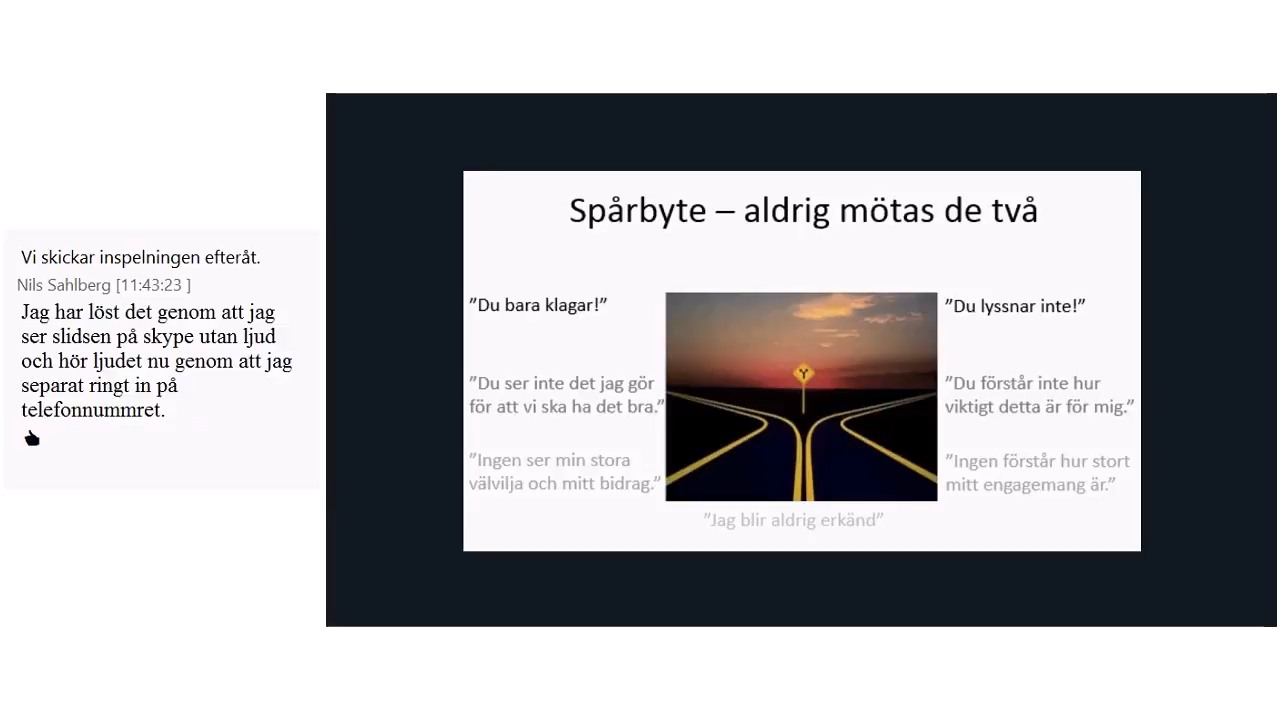 Vi skickar inspelningen efteråt.
Nils Sahlberg [11:43:23 ]
Jag har löst det genom att jag
ser slidsen på skype utan ljud
och hör ljudet nu genom att jag
separat ringt in på
telefonnummret.
Spårbyte – aldrig mötas de två
”Du bara klagar!”
”Du ser inte det jag gör
för att vi ska ha det bra.”
”Ingen ser min stora
välvilja och mitt bidrag.”
”Du lyssnar inte!”
”Du förstår inte hur
viktigt detta är för mig.”
”Ingen förstår hur stort
mitt engagemang är.”
”Jag blir aldrig erkänd”